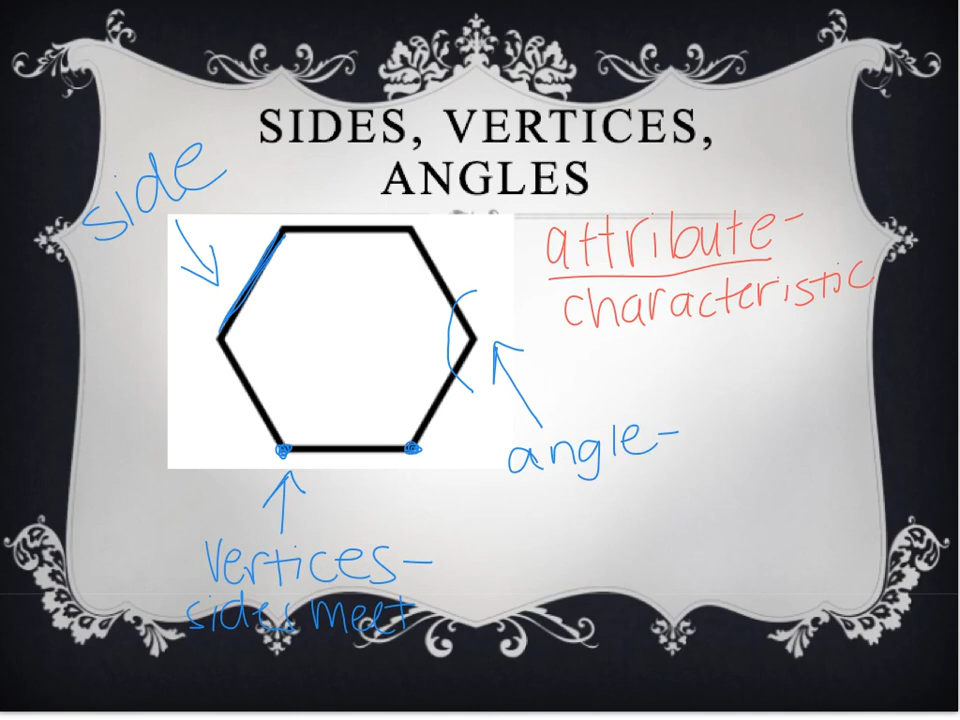 SIDES, VERTICES,
ANGLES
side
attribute-
characteristic
angle-
vertices-
sides meet